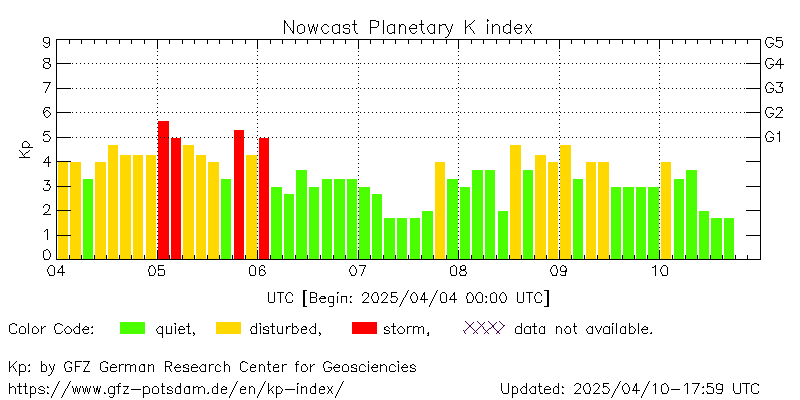 Nowcast Planetary K index
9 G5
8 G4
7 G3
6 G2
5 G1
4
3
2
1
0
Kp
04 05 06 07 08 09 10
UTC [Begin: 2025/04/04 00:00 UTC]
Color Code: quiet, disturbed, storm, data not available.
Kp: by GFZ German Research Center for Geosciencies
https://www.gfz-potsdam.de/en/kp-index/ Updated: 2025/04/10-17:59 UTC